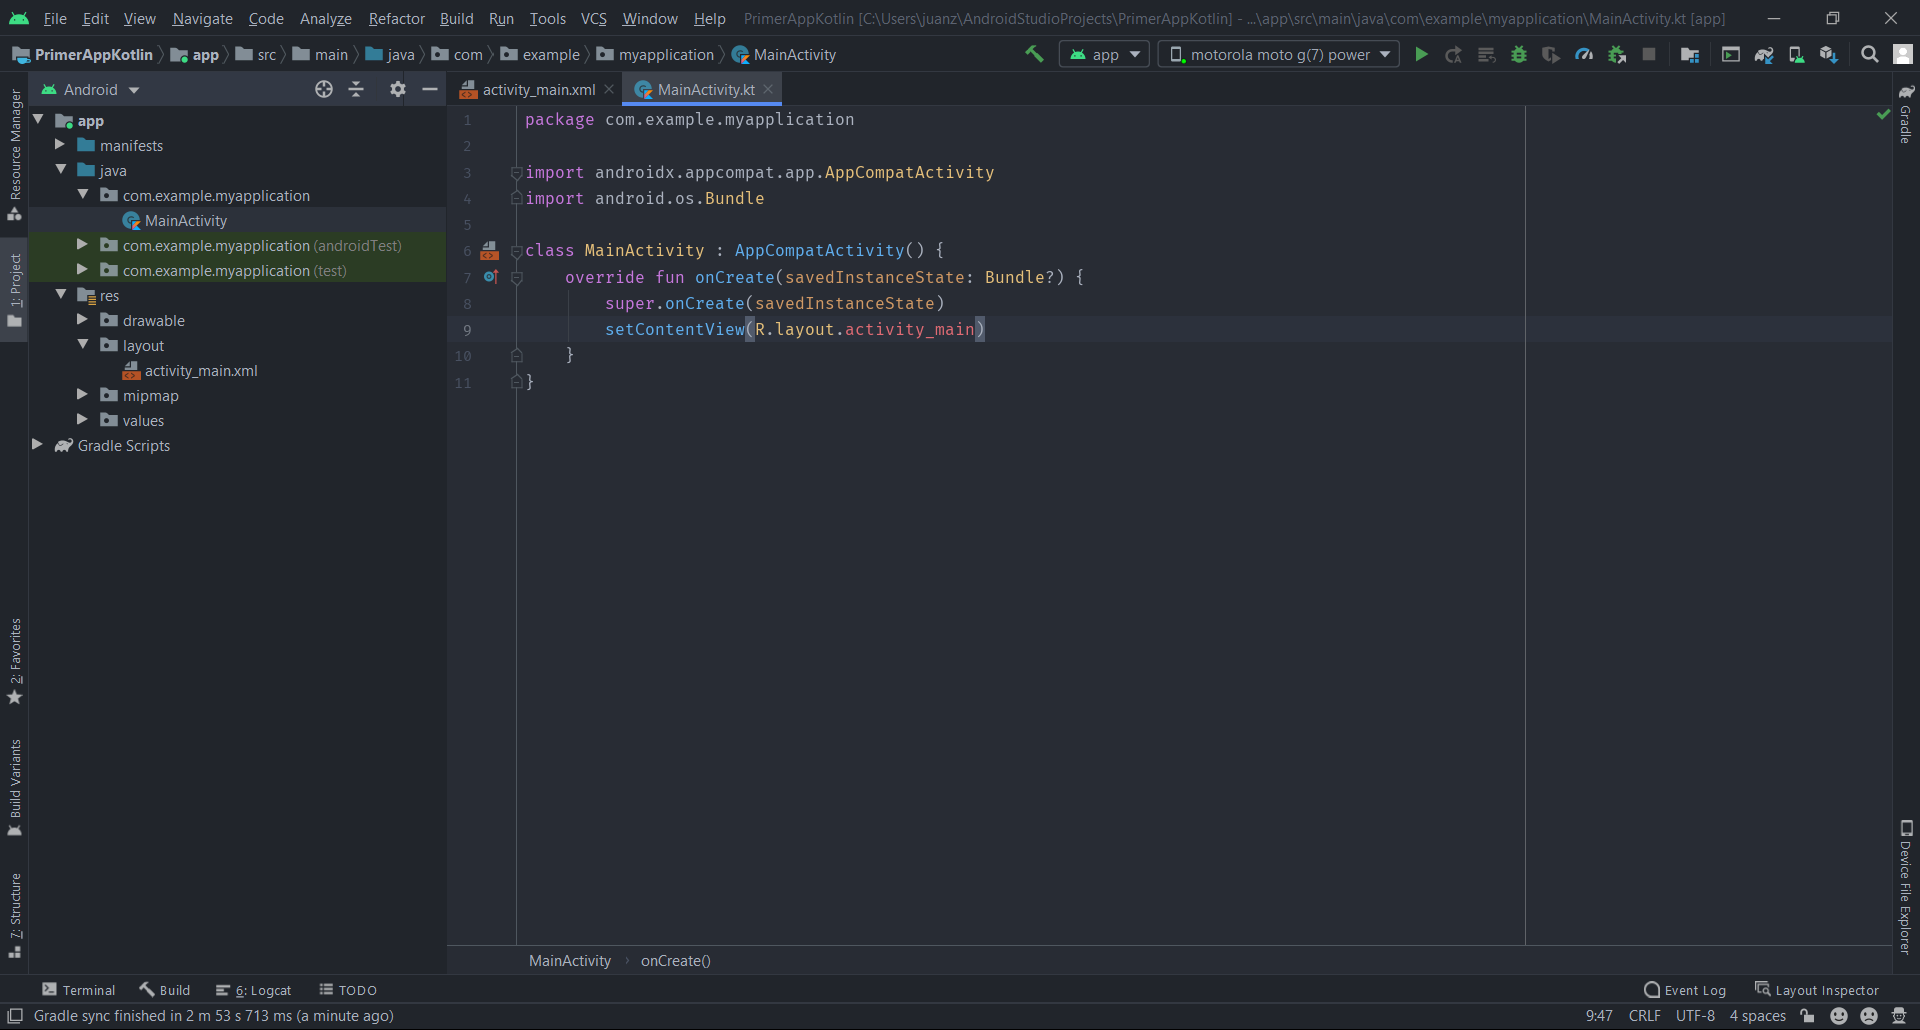 File Edit View Navigate Code Analyze Refactor Build Run Tools VCS Window Help PrimerAppKotlin [C:\Users\juanz\AndroidStudioProjects\PrimerAppKotlin] - ...\app\src\main\java\com\example\myapplication\MainActivity.kt [app]
PrimerAppKotlin app src main java com example myapplication MainActivity app motorola moto g(7) power
Android
activity_main.xml MainActivity.kt
app
manifests
java
com.example.myapplication
MainActivity
com.example.myapplication (androidTest)
com.example.myapplication (test)
res
drawable
layout
activity_main.xml
mipmap
values
Gradle Scripts
Resource Manager
1: Project
2: Favorites
Build Variants
7: Structure
1 package com.example.myapplication
2
3 import androidx.appcompat.app.AppCompatActivity
4 import android.os.Bundle
5
6 class MainActivity : AppCompatActivity() {
7 override fun onCreate(savedInstanceState: Bundle?) {
8 super.onCreate(savedInstanceState)
9 setContentView(R.layout.activity_main)
10 }
11 }
Gradle
Device File Explorer
MainActivity onCreate()
Terminal Build 6: Logcat TODO Event Log Layout Inspector
Gradle sync finished in 2 m 53 s 713 ms (a minute ago) 9:47 CRLF UTF-8 4 spaces